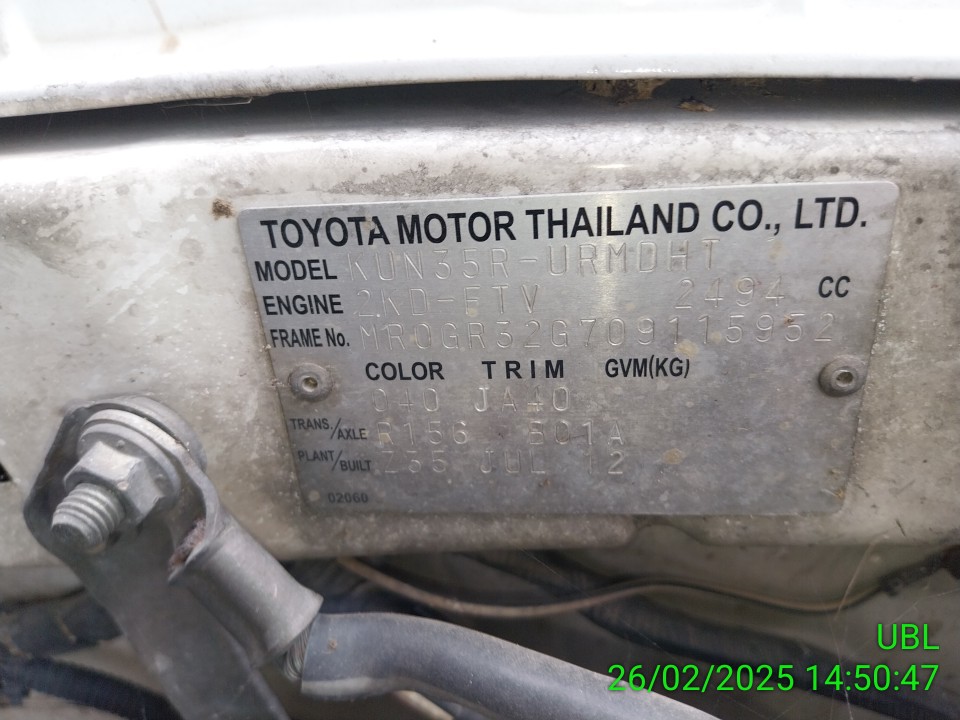 TOYOTA MOTOR THAILAND CO., LTD.
MODEL KUN35R-URMDHT
ENGINE 2KD-FTV 2494 CC
FRAME No. MR0GR32G709115952
COLOR TRIM GVM(KG)
040 JA40
TRANS./AXLE R156 B01A
PLANT/BUILT Z35 JUL 12
02060
UBL
26/02/2025 14:50:47